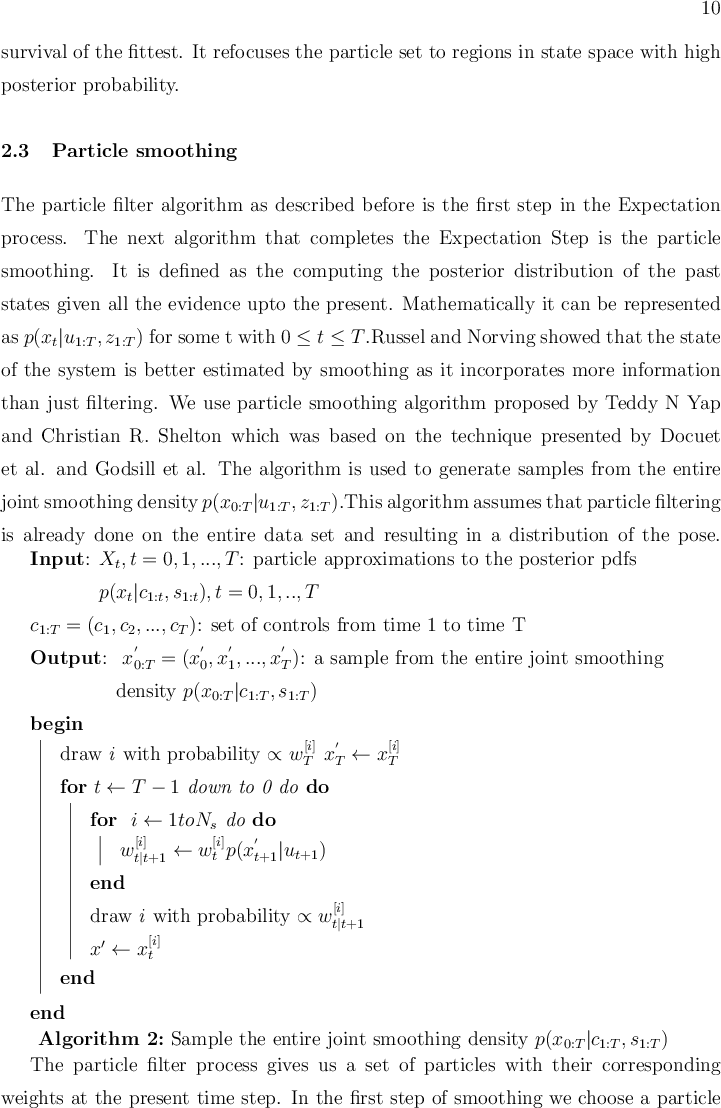 10
survival of the fittest. It refocuses the particle set to regions in state space with high
posterior probability.
2.3 Particle smoothing
The particle filter algorithm as described before is the first step in the Expectation
process. The next algorithm that completes the Expectation Step is the particle
smoothing. It is defined as the computing the posterior distribution of the past
states given all the evidence upto the present. Mathematically it can be represented
as $p(x_t|u_{1:T}, z_{1:T})$ for some t with $0 \leq t \leq T$.Russel and Norving showed that the state
of the system is better estimated by smoothing as it incorporates more information
than just filtering. We use particle smoothing algorithm proposed by Teddy N Yap
and Christian R. Shelton which was based on the technique presented by Docuet
et al. and Godsill et al. The algorithm is used to generate samples from the entire
joint smoothing density $p(x_{0:T}|u_{1:T}, z_{1:T})$.This algorithm assumes that particle filtering
is already done on the entire data set and resulting in a distribution of the pose.
Input: $X_t, t = 0, 1, ..., T$: particle approximations to the posterior pdfs
$p(x_t|c_{1:t}, s_{1:t}), t = 0, 1, .., T$
$c_{1:T} = (c_1, c_2, ..., c_T)$: set of controls from time 1 to time T
Output: $x_{0:T}^{'} = (x_0^{'}, x_1^{'}, ..., x_T^{'})$: a sample from the entire joint smoothing
density $p(x_{0:T}|c_{1:T}, s_{1:T})$
begin
draw $i$ with probability $\propto w_T^{[i]}$ $x_T^{'} \leftarrow x_T^{[i]}$
for $t \leftarrow T - 1$ down to 0 do do
for $i \leftarrow 1toN_s$ do do
$w_{t|t+1}^{[i]} \leftarrow w_t^{[i]} p(x_{t+1}^{'}|u_{t+1})$
end
draw $i$ with probability $\propto w_{t|t+1}^{[i]}$
$x' \leftarrow x_t^{[i]}$
end
end
Algorithm 2: Sample the entire joint smoothing density $p(x_{0:T}|c_{1:T}, s_{1:T})$
The particle filter process gives us a set of particles with their corresponding
weights at the present time step. In the first step of smoothing we choose a particle